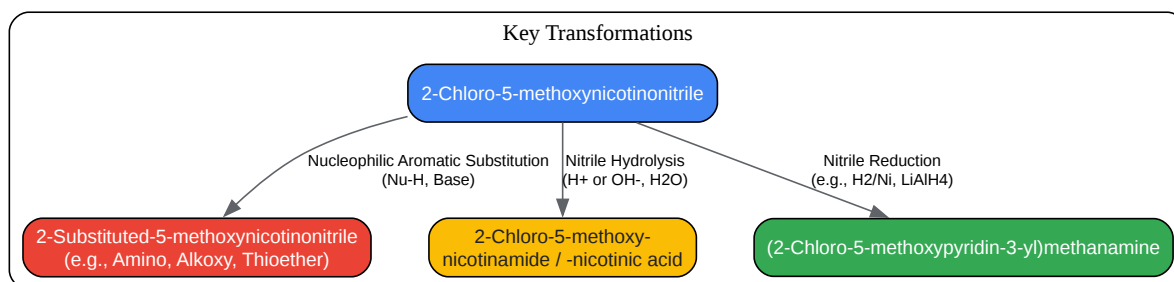 Key Transformations
2-Chloro-5-methoxynicotinonitrile
Nucleophilic Aromatic Substitution
(Nu-H, Base)
Nitrile Hydrolysis
(H+ or OH-, H2O)
Nitrile Reduction
(e.g., H2/Ni, LiAlH4)
2-Substituted-5-methoxynicotinonitrile
(e.g., Amino, Alkoxy, Thioether)
2-Chloro-5-methoxy-
nicotinamide / -nicotinic acid
(2-Chloro-5-methoxypyridin-3-yl)methanamine